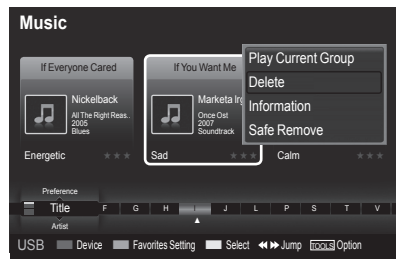 Music
If Everyone Cared
If You Want Me
Play Current Group
Delete
Information
Safe Remove
Nickelback
All The Right Reas..
2005
Blues
Marketa Irg
Once Ost
2007
Soundtrack
Energetic ★★★
Sad ★★★
Calm ★★★
Preference
Title F G H I J L P S T V
Artist
USB Device Favorites Setting Select ◀◀ ▶▶ Jump TOOLS Option